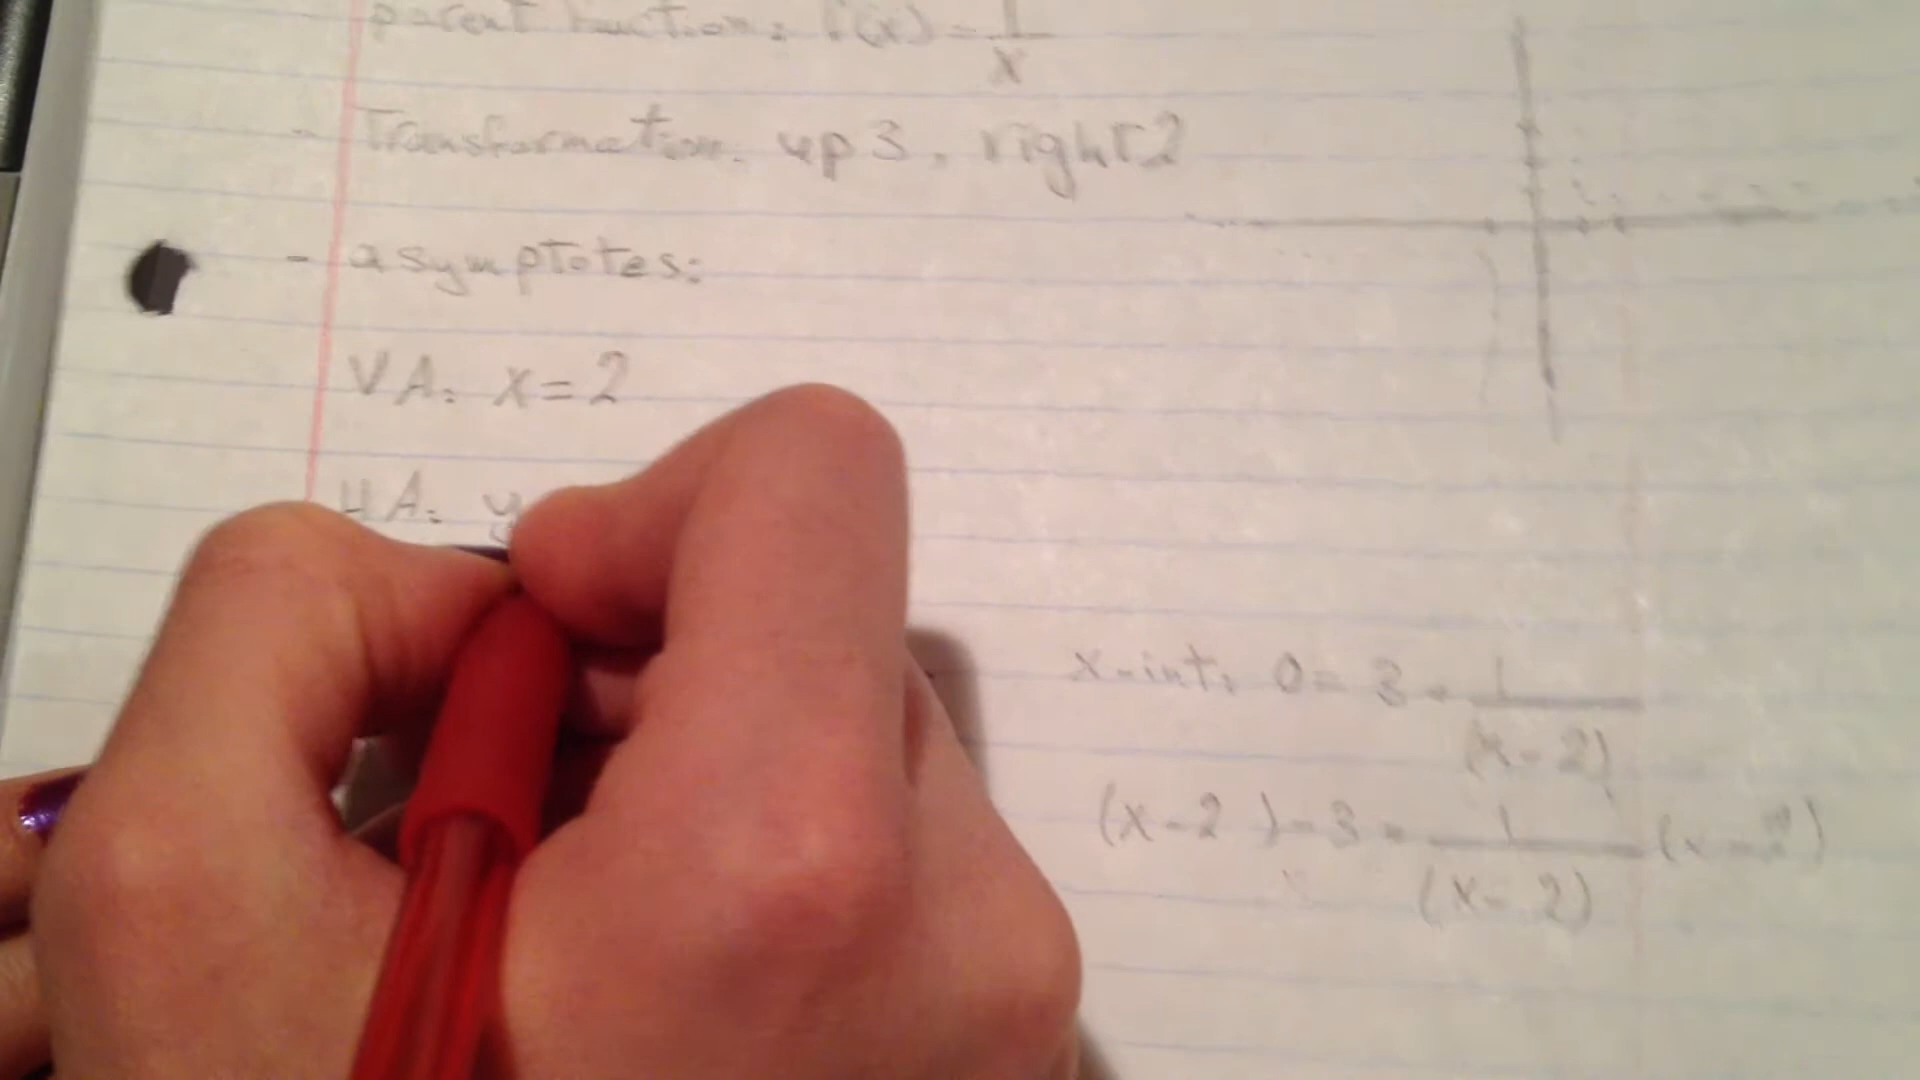 parent function: f(x) = 1/x
- Transformation: up 3, right 2
- asymptotes:
VA: x = 2
HA: y
x-int: 0 = 3 + 1/(x-2)
(x-2) -3 = 1/(x-2) (x-2)